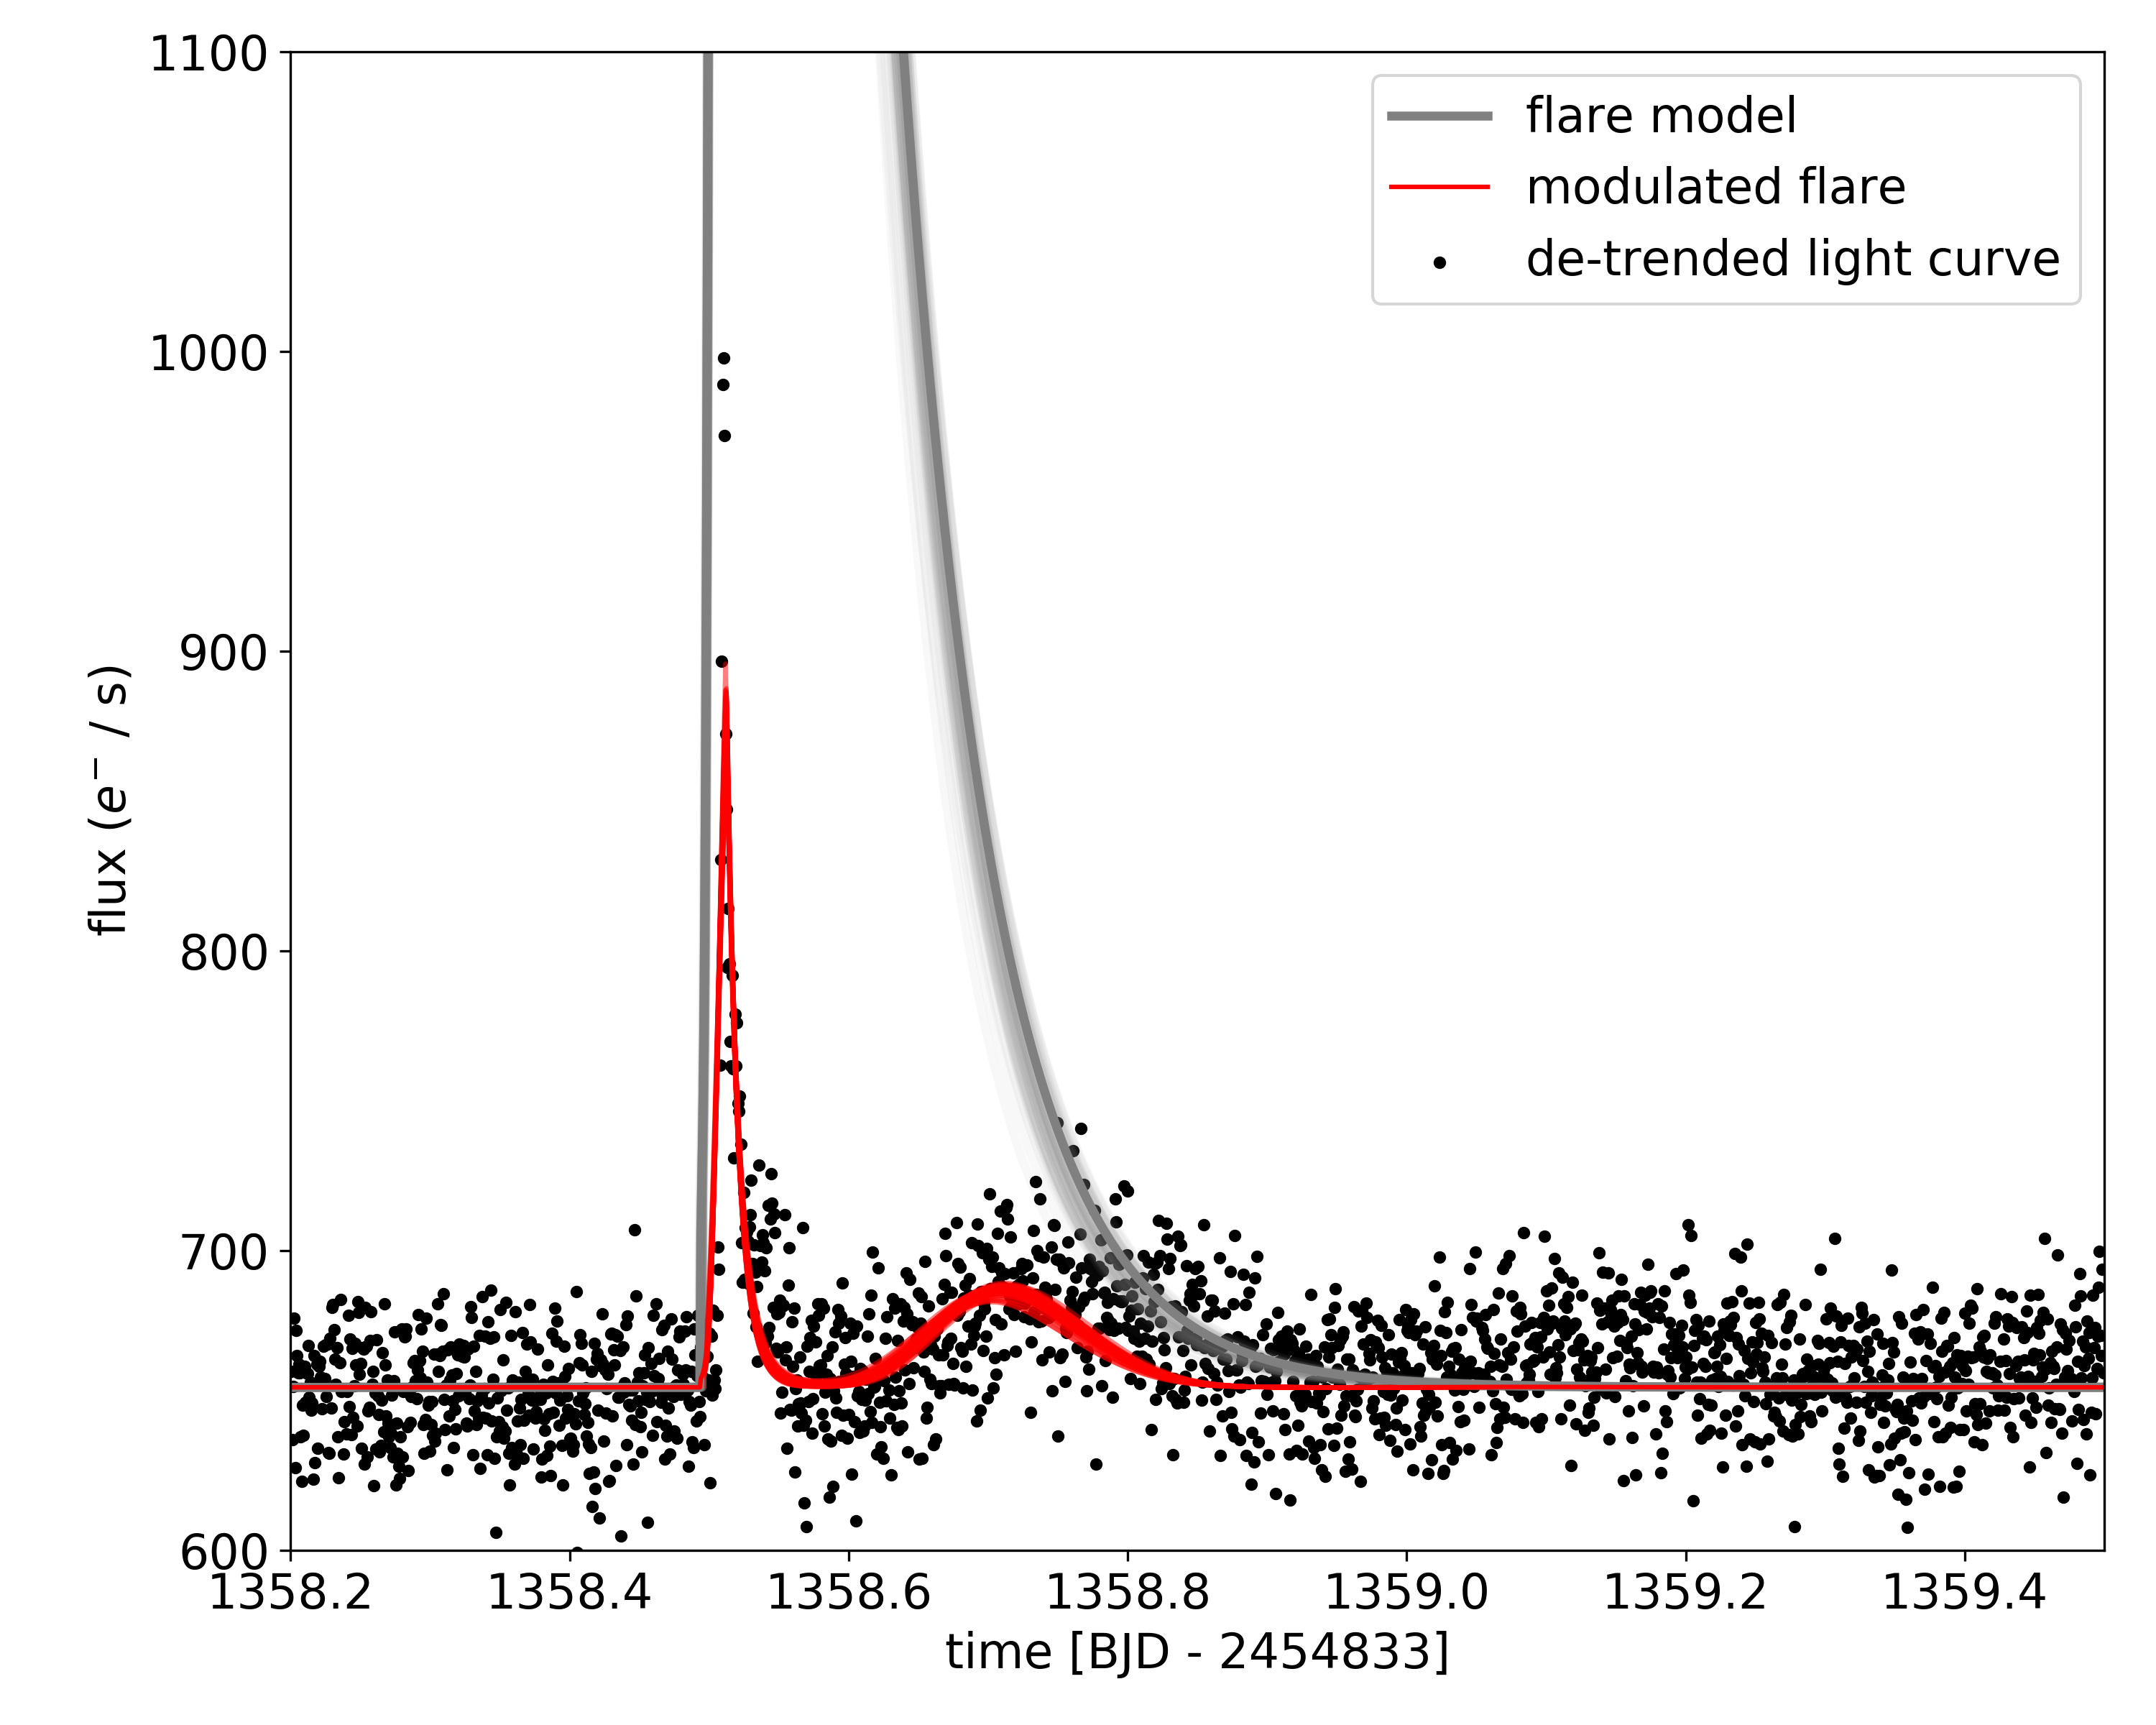 flare model
modulated flare
de-trended light curve
1100
1000
900
800
700
600
flux (e⁻ / s)
1358.2 1358.4 1358.6 1358.8 1359.0 1359.2 1359.4
time [BJD - 2454833]